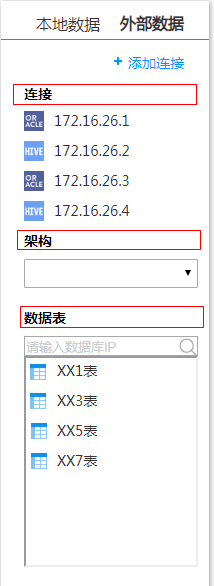 本地数据 外部数据
+ 添加连接
连接
ORACLE 172.16.26.1
HIVE 172.16.26.2
ORACLE 172.16.26.3
HIVE 172.16.26.4
架构
数据表
请输入数据库IP
XX1表
XX3表
XX5表
XX7表